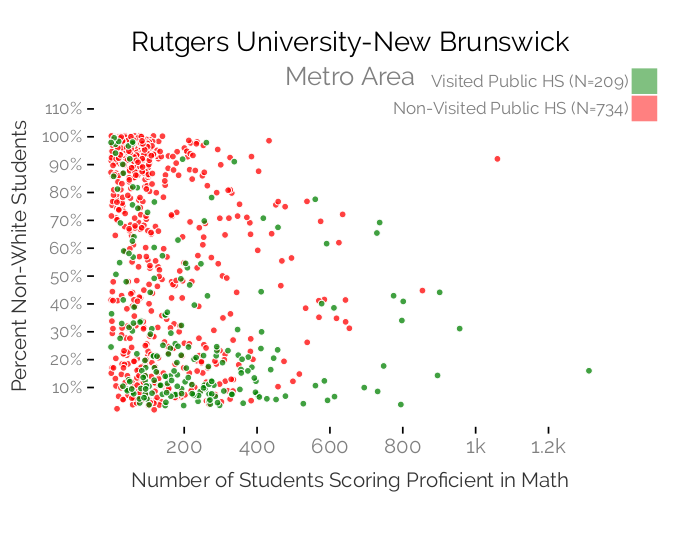 Rutgers University-New Brunswick
Metro Area
Visited Public HS (N=209)
Non-Visited Public HS (N=734)
Percent Non-White Students
110%
100%
90%
80%
70%
60%
50%
40%
30%
20%
10%
200 400 600 800 1k 1.2k
Number of Students Scoring Proficient in Math